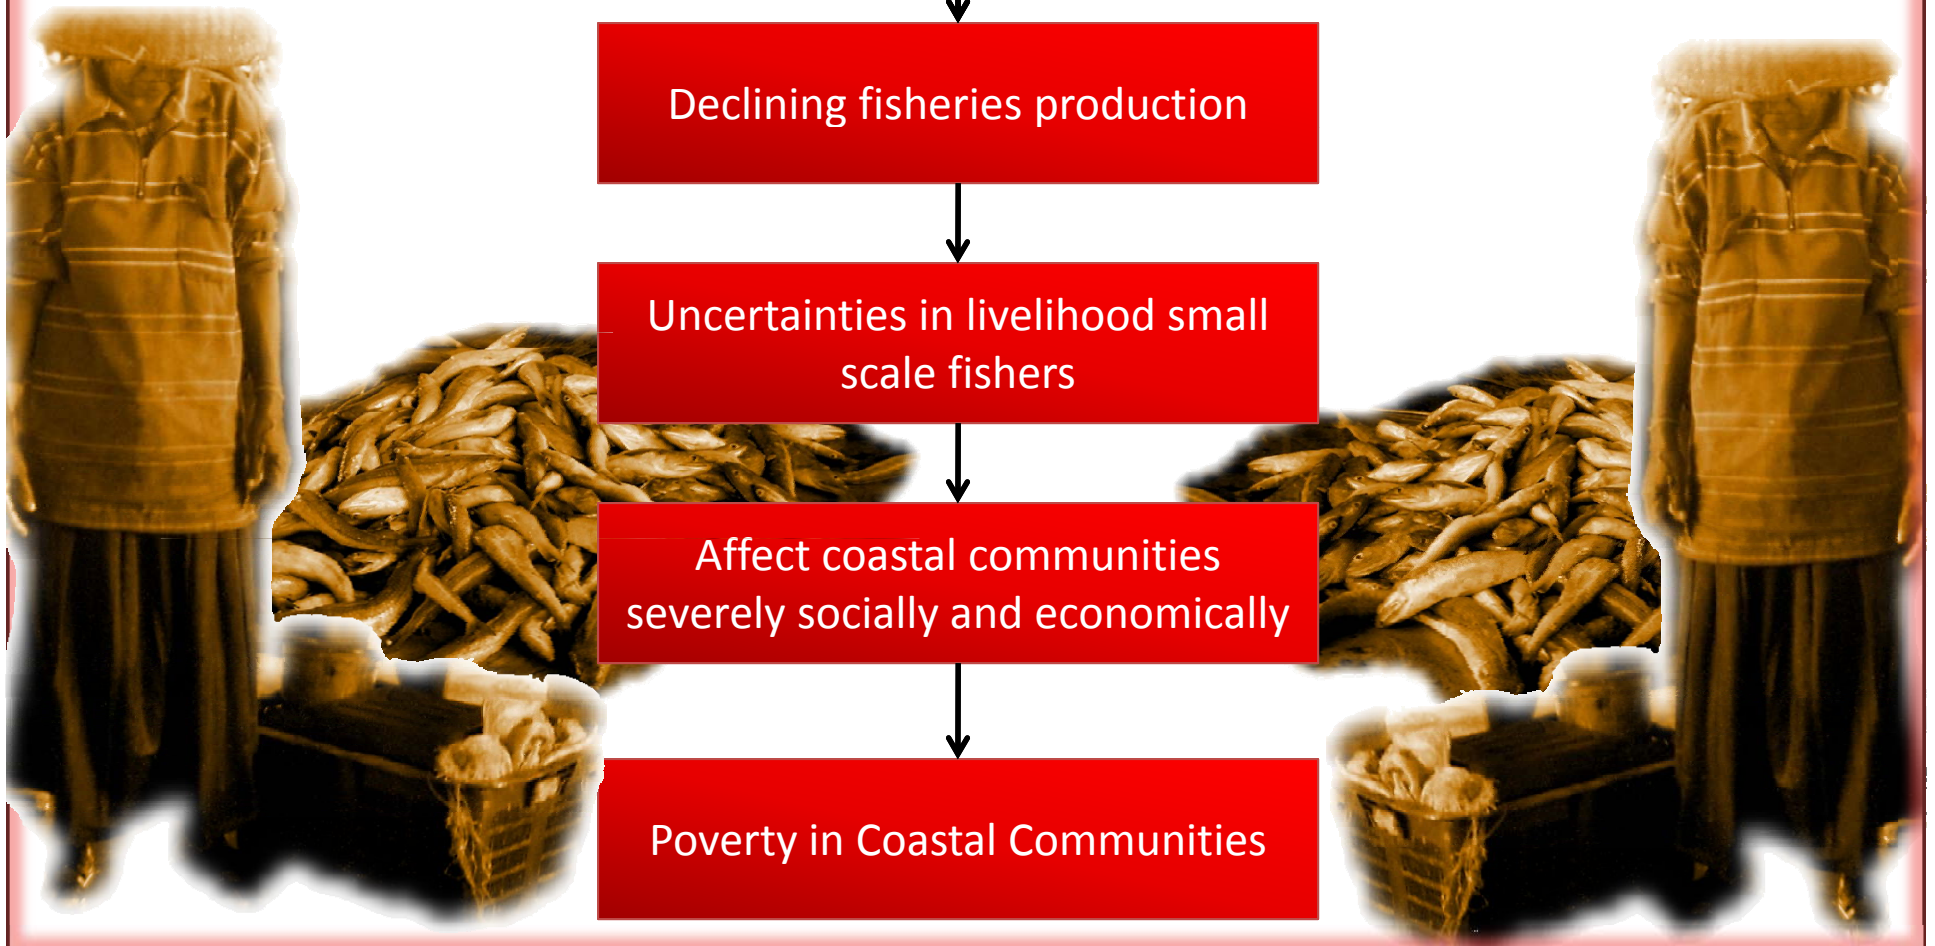 Declining fisheries production
Uncertainties in livelihood small
scale fishers
Affect coastal communities
severely socially and economically
Poverty in Coastal Communities